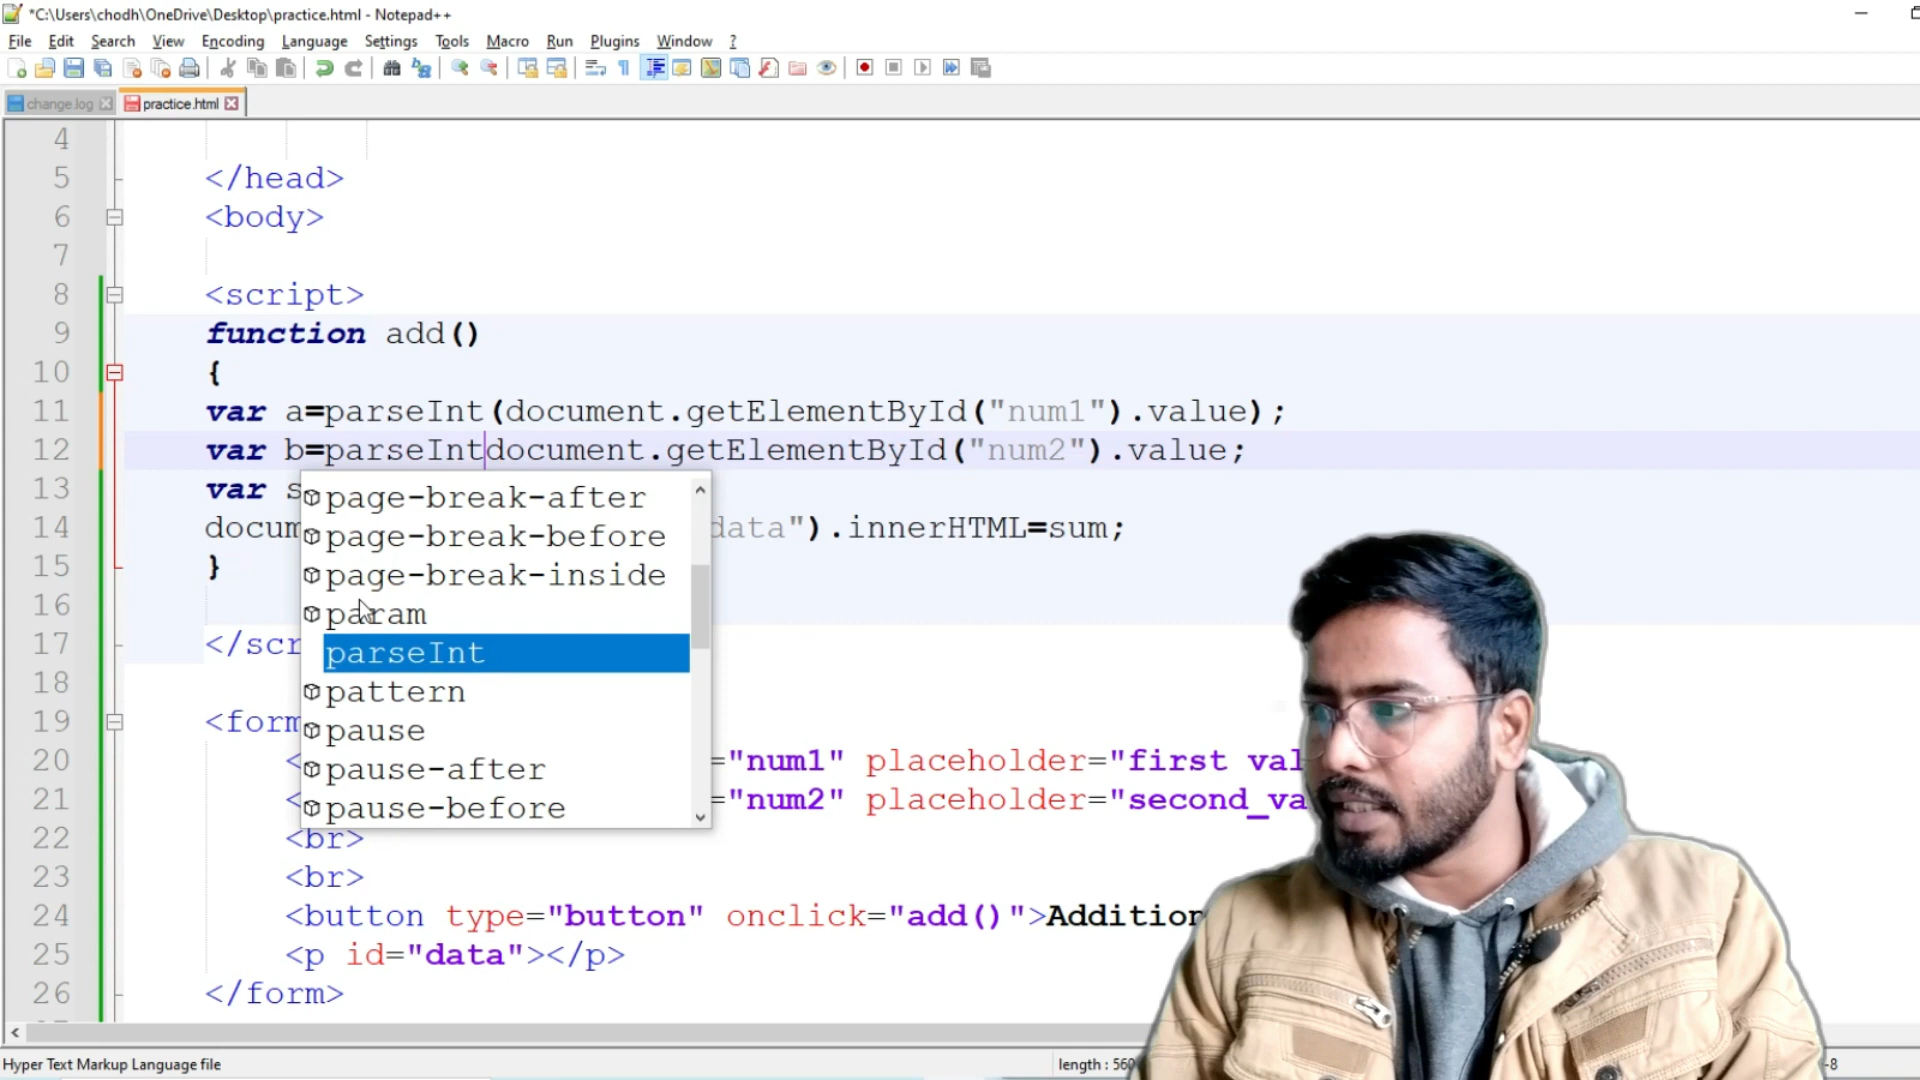 *C:\Users\chodh\OneDrive\Desktop\practice.html - Notepad++
File Edit Search View Encoding Language Settings Tools Macro Run Plugins Window ?
change.log practice.html
4
5 </head>
6 <body>
7
8 <script>
9 function add()
10 {
11 var a=parseInt(document.getElementById("num1").value);
12 var b=parseIntdocument.getElementById("num2").value;
13 var s
page-break-after
14 docum data").innerHTML=sum;
page-break-before
15 }
page-break-inside
16
param
17 </scr
parseInt
18
pattern
19 <form
pause
20 < ="num1" placeholder="first val
pause-after
21 < ="num2" placeholder="second_va
pause-before
22 <br>
23 <br>
24 <button type="button" onclick="add()">Addition
25 <p id="data"></p>
26 </form>
Hyper Text Markup Language file length : 560 -8